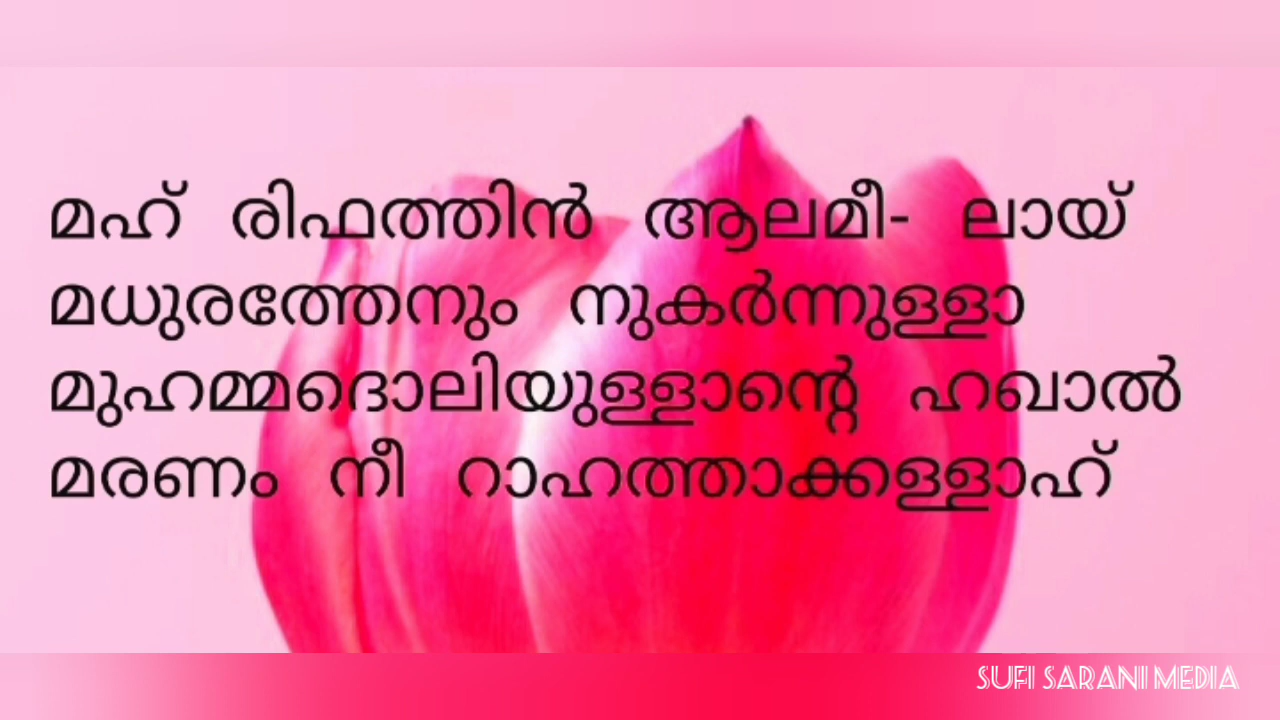 മഹ് രിഫത്തിൻ ആലമീ- ലായ്
മധുരത്തേനും നുകർന്നുള്ളാ
മുഹമ്മദൊലിയുള്ളാന്റെ ഹഖാൽ
മരണം നീ റാഹത്താക്കള്ളാഹ്
SUFI SARANI MEDIA